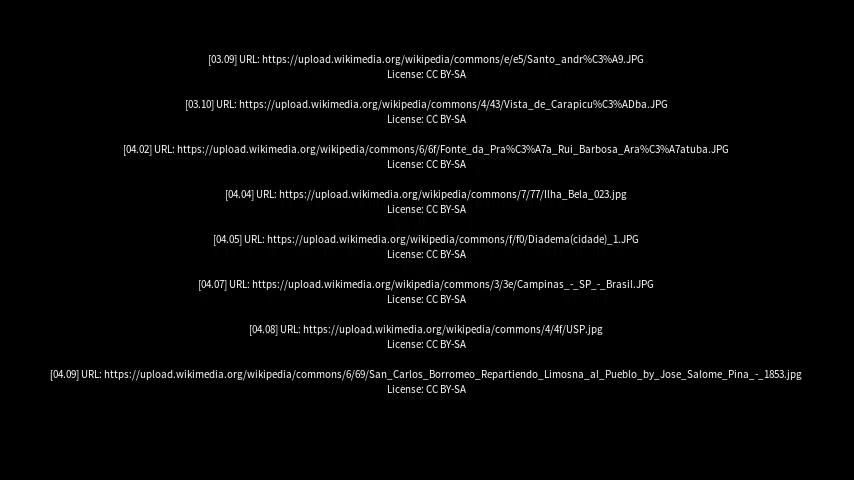 [03.09] URL: https://upload.wikimedia.org/wikipedia/commons/e/e5/Santo_andr%C3%A9.JPG
License: CC BY-SA
[03.10] URL: https://upload.wikimedia.org/wikipedia/commons/4/43/Vista_de_Carapicu%C3%ADba.JPG
License: CC BY-SA
[04.02] URL: https://upload.wikimedia.org/wikipedia/commons/6/6f/Fonte_da_Pra%C3%A7a_Rui_Barbosa_Ara%C3%A7atuba.JPG
License: CC BY-SA
[04.04] URL: https://upload.wikimedia.org/wikipedia/commons/7/77/Ilha_Bela_023.jpg
License: CC BY-SA
[04.05] URL: https://upload.wikimedia.org/wikipedia/commons/f/f0/Diadema(cidade)_1.JPG
License: CC BY-SA
[04.07] URL: https://upload.wikimedia.org/wikipedia/commons/3/3e/Campinas_-_SP_-_Brasil.JPG
License: CC BY-SA
[04.08] URL: https://upload.wikimedia.org/wikipedia/commons/4/4f/USP.jpg
License: CC BY-SA
[04.09] URL: https://upload.wikimedia.org/wikipedia/commons/6/69/San_Carlos_Borromeo_Repartiendo_Limosna_al_Pueblo_by_Jose_Salome_Pina_-_1853.jpg
License: CC BY-SA